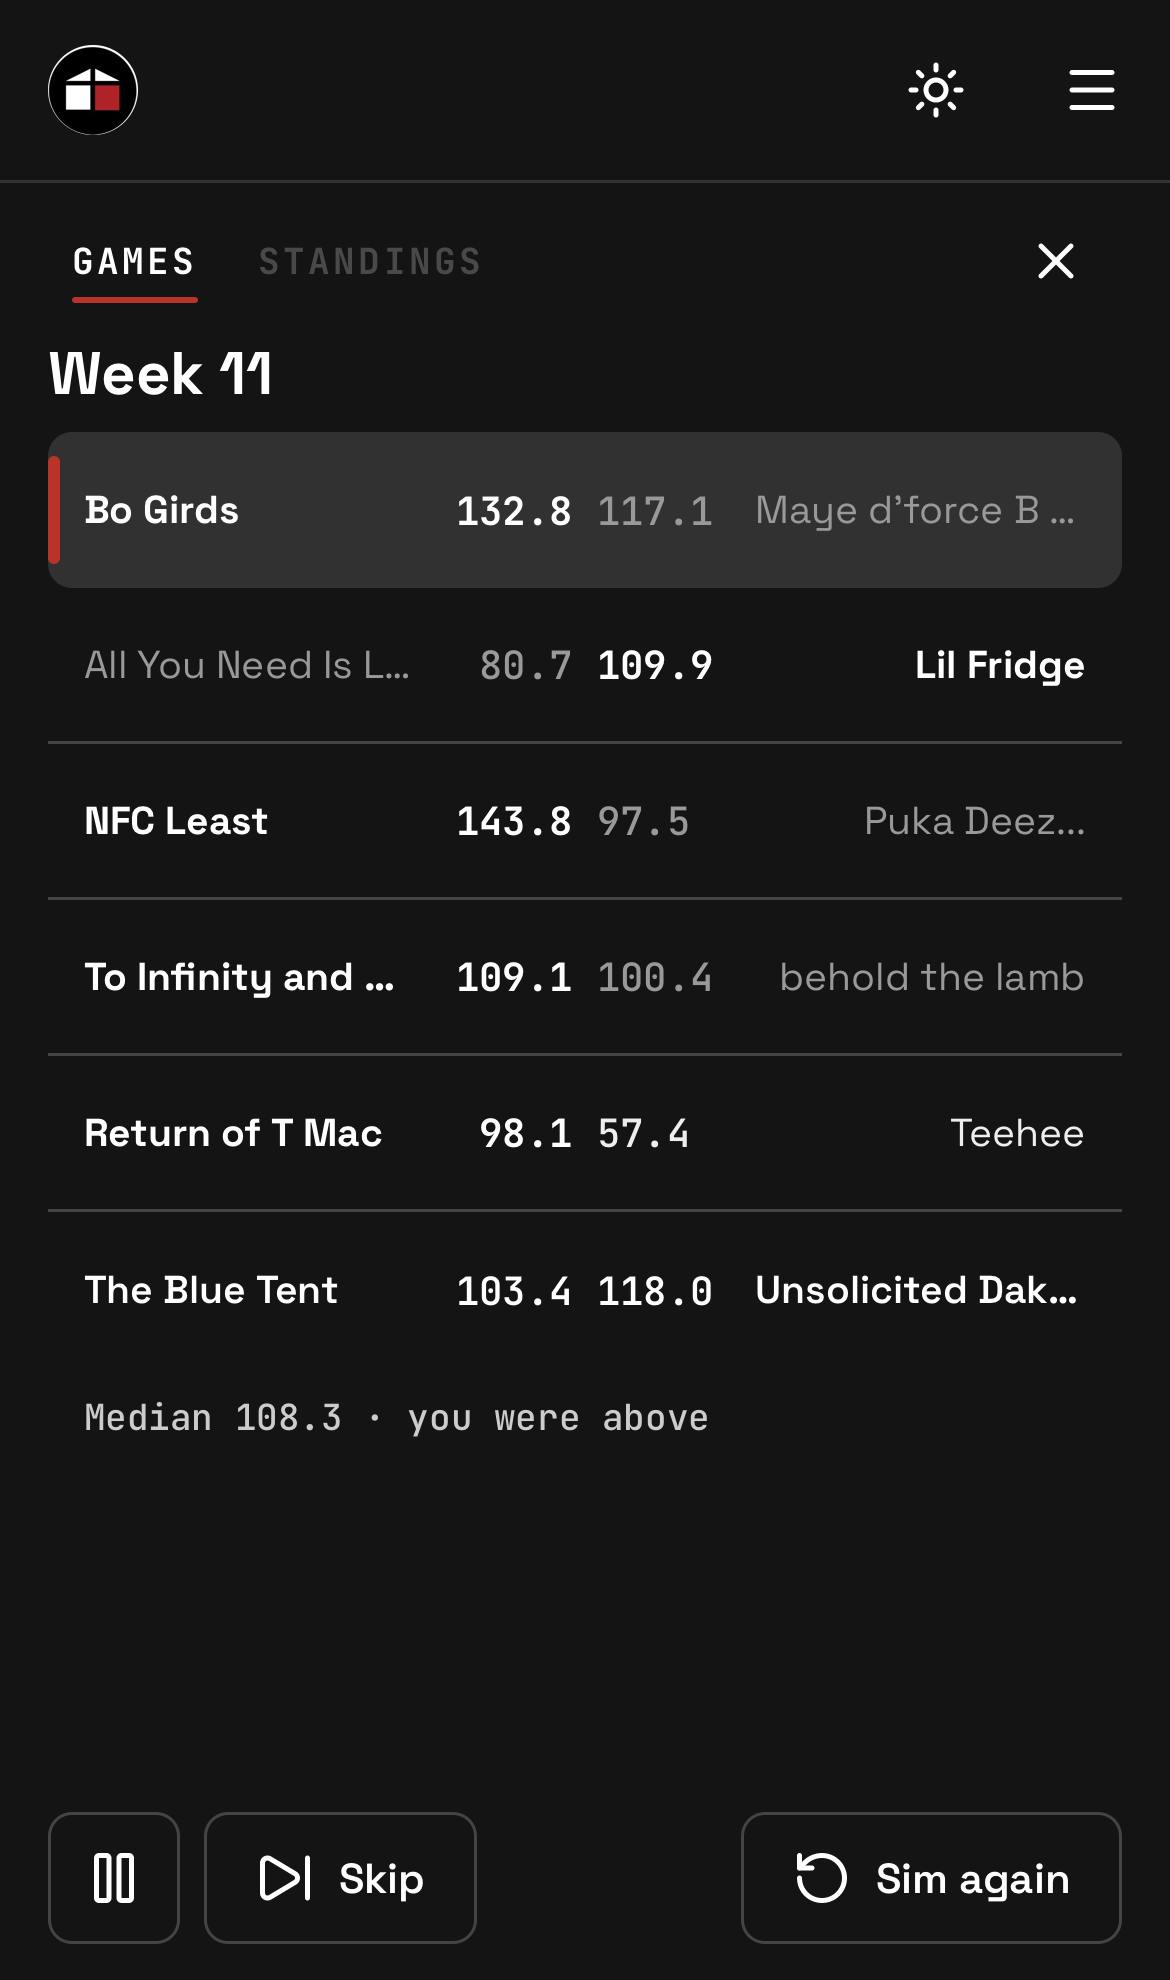 GAMES STANDINGS
Week 11
Bo Girds 132.8 117.1 Maye d’force B ...
All You Need Is L... 80.7 109.9 Lil Fridge
NFC Least 143.8 97.5 Puka Deez...
To Infinity and ... 109.1 100.4 behold the lamb
Return of T Mac 98.1 57.4 Teehee
The Blue Tent 103.4 118.0 Unsolicited Dak...
Median 108.3 · you were above
Skip Sim again